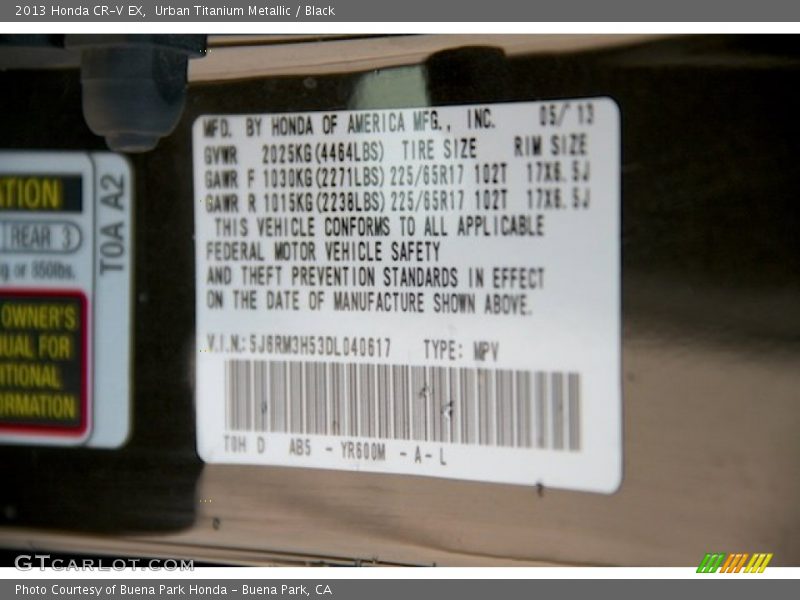 2013 Honda CR-V EX, Urban Titanium Metallic / Black
MFD. BY HONDA OF AMERICA MFG., INC. 05/ 13
GVWR 2025KG(4464LBS) TIRE SIZE RIM SIZE
GAWR F 1030KG(2271LBS) 225/65R17 102T 17X6.5J
GAWR R 1015KG(2238LBS) 225/65R17 102T 17X6.5J
THIS VEHICLE CONFORMS TO ALL APPLICABLE
FEDERAL MOTOR VEHICLE SAFETY
AND THEFT PREVENTION STANDARDS IN EFFECT
ON THE DATE OF MANUFACTURE SHOWN ABOVE.
V.I.N.: 5J6RM3H53DL040617 TYPE: MPV
T0H D AB5 - YR600M - A- L
ATION
REAR 3
g or 850lbs.
OWNER'S
UAL FOR
ITIONAL
ORMATION
T0A A2
GTCARLOT.COM
Photo Courtesy of Buena Park Honda - Buena Park, CA